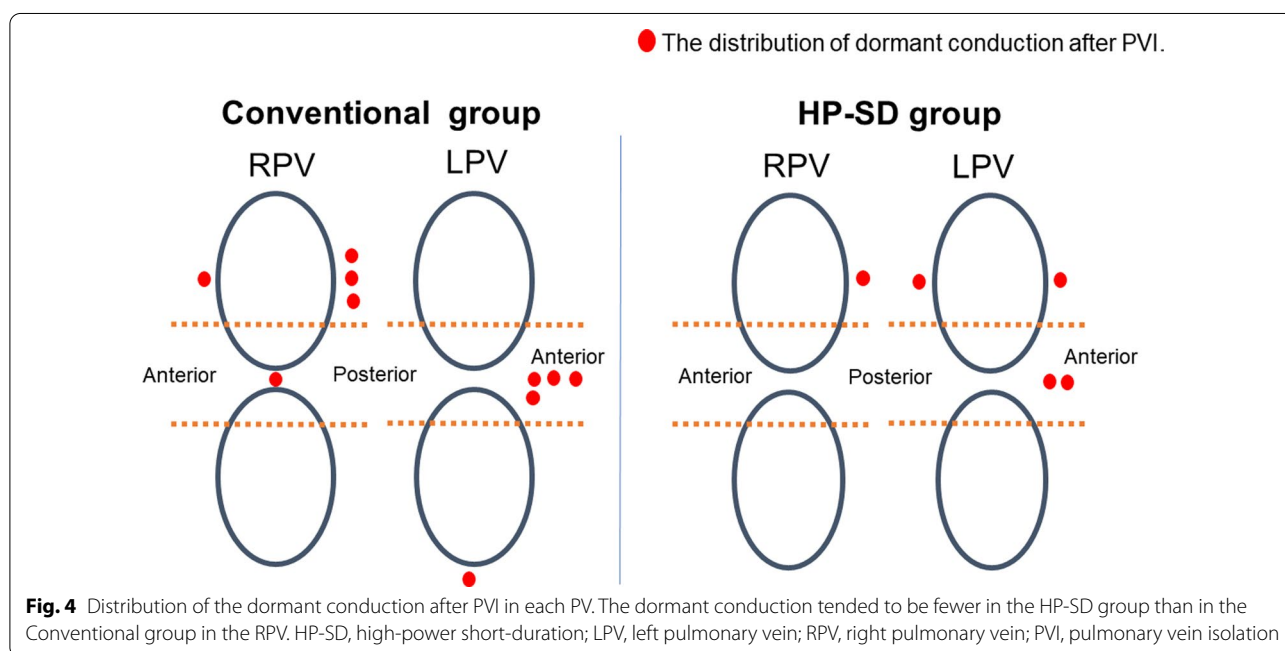 The distribution of dormant conduction after PVI.
Conventional group
HP-SD group
RPV
LPV
RPV
LPV
Anterior
Posterior
Anterior
Anterior
Posterior
Anterior
Fig. 4 Distribution of the dormant conduction after PVI in each PV. The dormant conduction tended to be fewer in the HP-SD group than in the
Conventional group in the RPV. HP-SD, high-power short-duration; LPV, left pulmonary vein; RPV, right pulmonary vein; PVI, pulmonary vein isolation